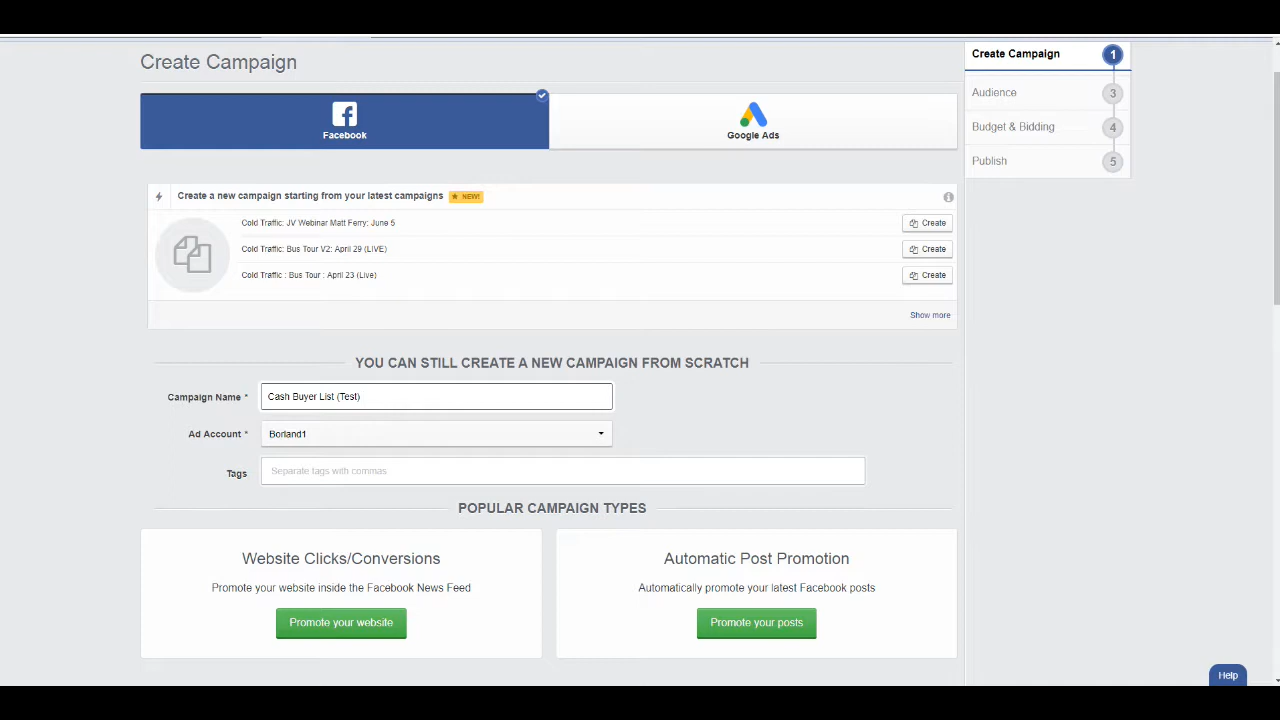 Create Campaign
Facebook
Google Ads
Create Campaign 1
Audience 3
Budget & Bidding 4
Publish 5
Create a new campaign starting from your latest campaigns ★ NEW!
Cold Traffic: JV Webinar Matt Ferry: June 5 Create
Cold Traffic: Bus Tour V2: April 29 (LIVE) Create
Cold Traffic : Bus Tour : April 23 (Live) Create
Show more
YOU CAN STILL CREATE A NEW CAMPAIGN FROM SCRATCH
Campaign Name * Cash Buyer List (Test)
Ad Account * Borland1
Tags Separate tags with commas
POPULAR CAMPAIGN TYPES
Website Clicks/Conversions
Promote your website inside the Facebook News Feed
Promote your website
Automatic Post Promotion
Automatically promote your latest Facebook posts
Promote your posts
Help